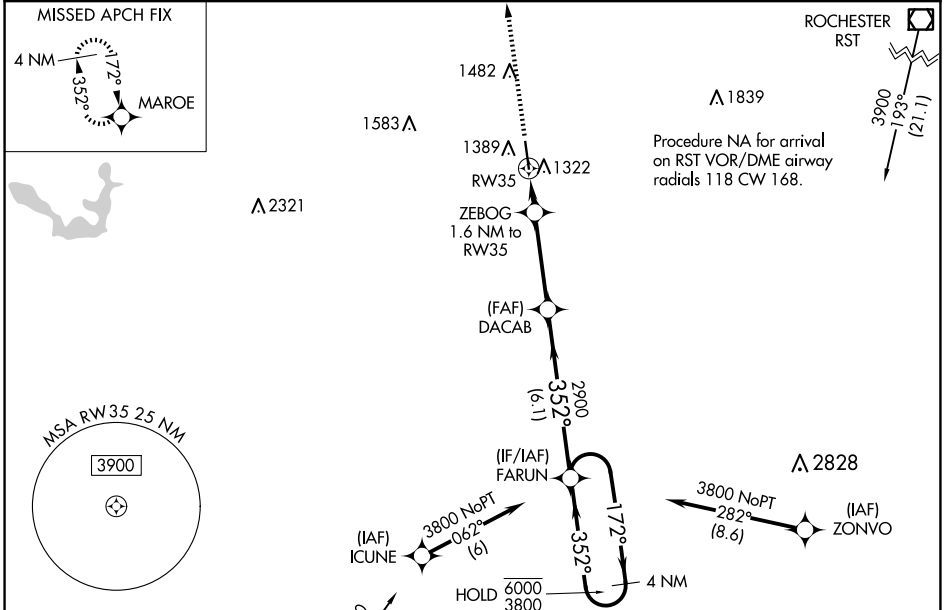 MISSED APCH FIX
4 NM
352°
172°
MAROE
ROCHESTER
RST
3900
193°
(21.1)
1482
1839
1583
1389
RW35
1322
Procedure NA for arrival
on RST VOR/DME airway
radials 118 CW 168.
2321
ZEBOG
1.6 NM to
RW35
(FAF)
DACAB
2900
352°
(6.1)
MSA RW35 25 NM
3900
(IF/IAF)
FARUN
2828
3800 NoPT
062°
(6)
(IAF)
ICUNE
172°
352°
3800 NoPT
282°
(8.6)
(IAF)
ZONVO
4 NM
HOLD 6000
3800